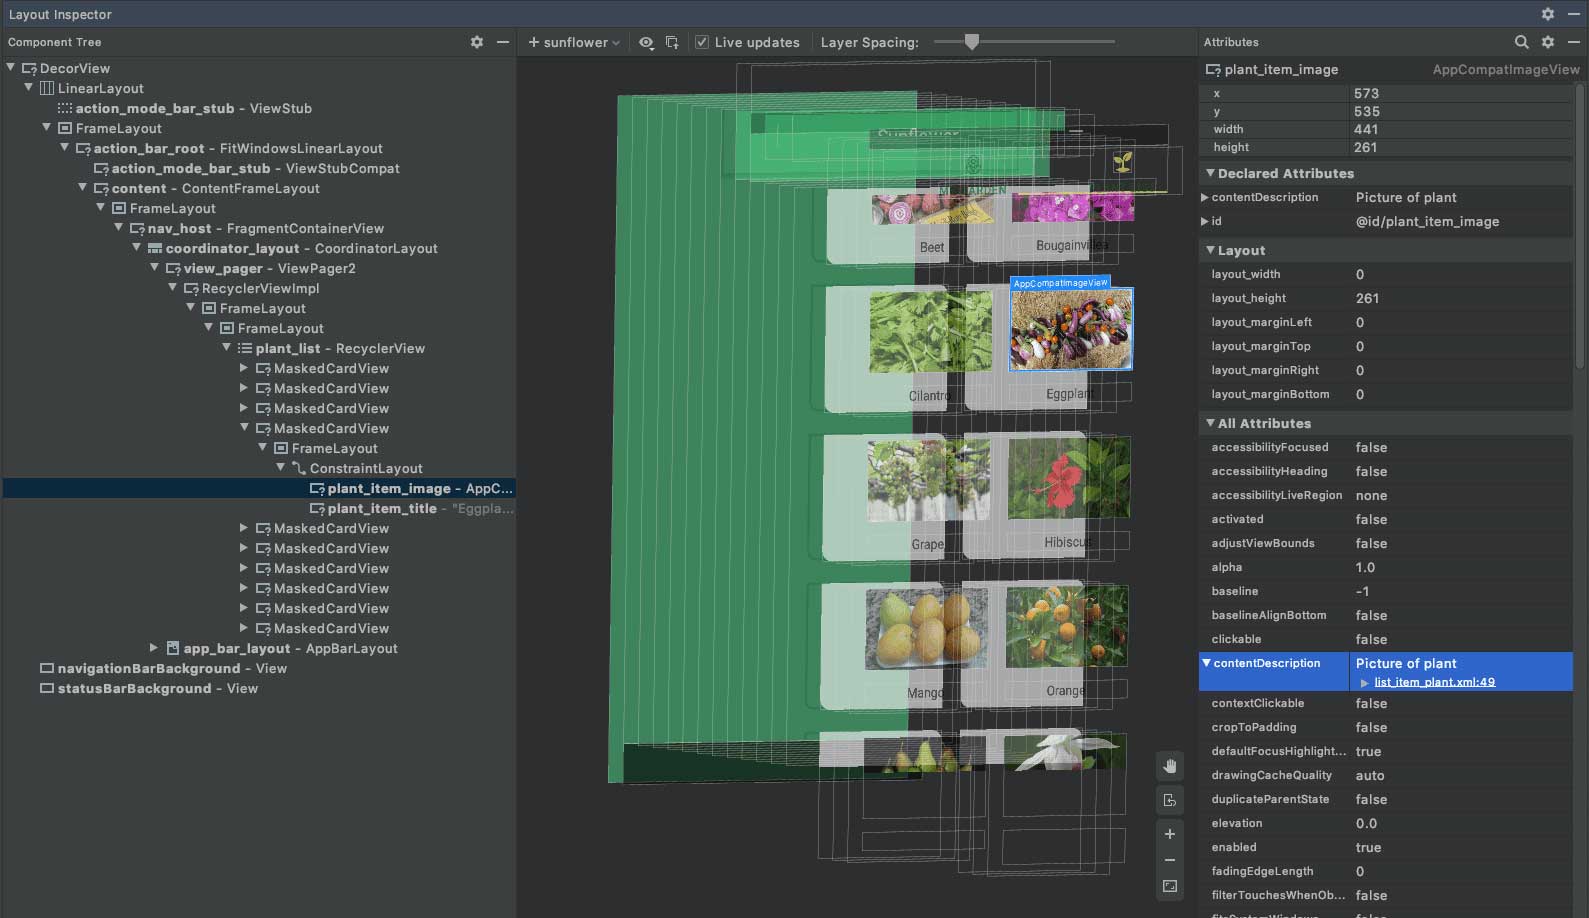 Layout Inspector
Component Tree
DecorView
LinearLayout
action_mode_bar_stub - ViewStub
FrameLayout
action_bar_root - FitWindowsLinearLayout
action_mode_bar_stub - ViewStubCompat
content - ContentFrameLayout
FrameLayout
nav_host - FragmentContainerView
coordinator_layout - CoordinatorLayout
view_pager - ViewPager2
RecyclerViewImpl
FrameLayout
FrameLayout
plant_list - RecyclerView
MaskedCardView
MaskedCardView
MaskedCardView
MaskedCardView
FrameLayout
ConstraintLayout
plant_item_image - AppC...
plant_item_title - "Eggpla...
MaskedCardView
MaskedCardView
MaskedCardView
MaskedCardView
MaskedCardView
MaskedCardView
app_bar_layout - AppBarLayout
navigationBarBackground - View
statusBarBackground - View
sunflower
Live updates
Layer Spacing:
Sunflower
GARDEN
Beet
Bougainvillea
AppCompatImageView
Cilantro
Eggplant
Grape
Hibiscus
Mango
Orange
Attributes
plant_item_image AppCompatImageView
x 573
y 535
width 441
height 261
Declared Attributes
contentDescription Picture of plant
id @id/plant_item_image
Layout
layout_width 0
layout_height 261
layout_marginLeft 0
layout_marginTop 0
layout_marginRight 0
layout_marginBottom 0
All Attributes
accessibilityFocused false
accessibilityHeading false
accessibilityLiveRegion none
activated false
adjustViewBounds false
alpha 1.0
baseline -1
baselineAlignBottom false
clickable false
contentDescription Picture of plant
list_item_plant.xml:49
contextClickable false
cropToPadding false
defaultFocusHighlight... true
drawingCacheQuality auto
duplicateParentState false
elevation 0.0
enabled true
fadingEdgeLength 0
filterTouchesWhenOb... false